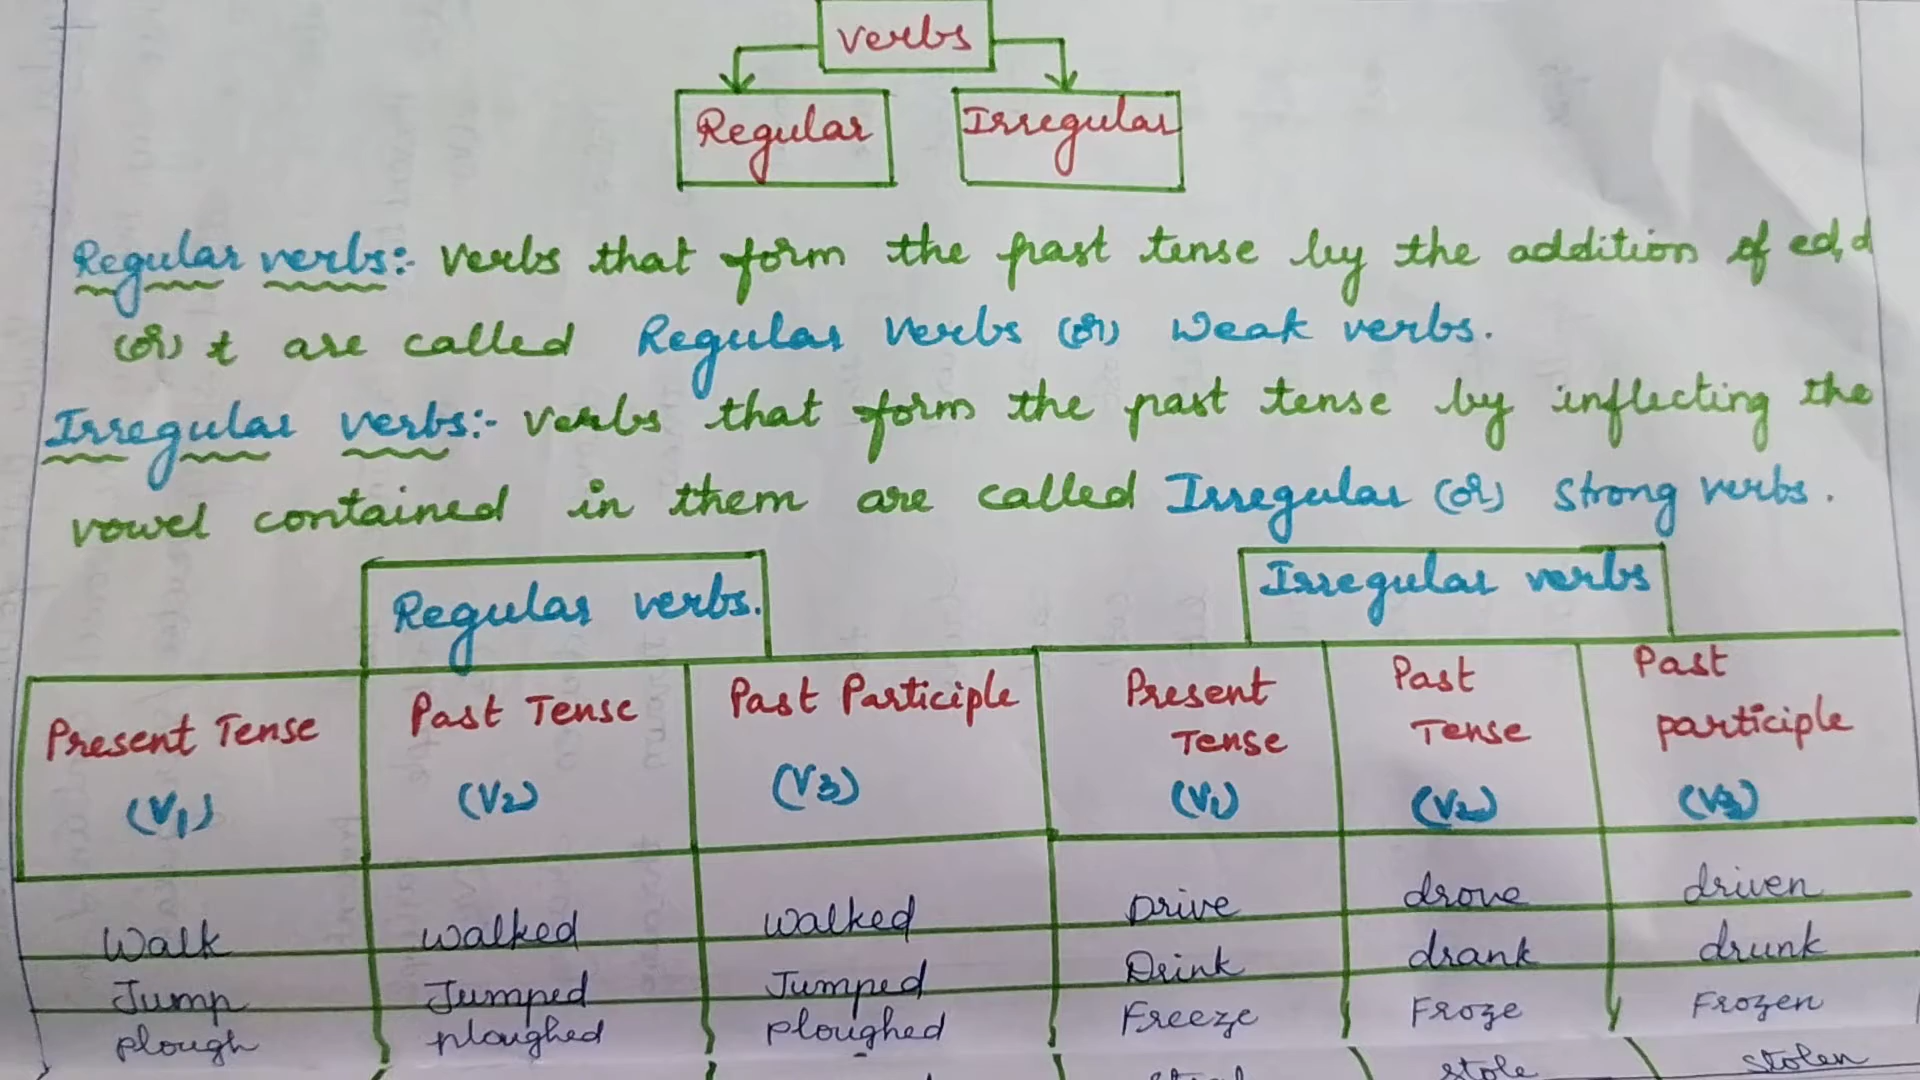 verbs
Regular Irregular
Regular verbs:- verbs that form the past tense by the addition of ed, d
(or) t are called Regular verbs (or) weak verbs.
Irregular verbs:- verbs that form the past tense by inflecting the
vowel contained in them are called Irregular (or) strong verbs.
Regular verbs. Irregular verbs
Present Tense (V1) Past Tense (V2) Past Participle (V3) Present Tense (V1) Past Tense (V2) Past participle (V3)
Walk walked walked Drive drove driven
Jump Jumped Jumped Drink drank drunk
plough ploughed ploughed Freeze Froze Frozen
stole stolen